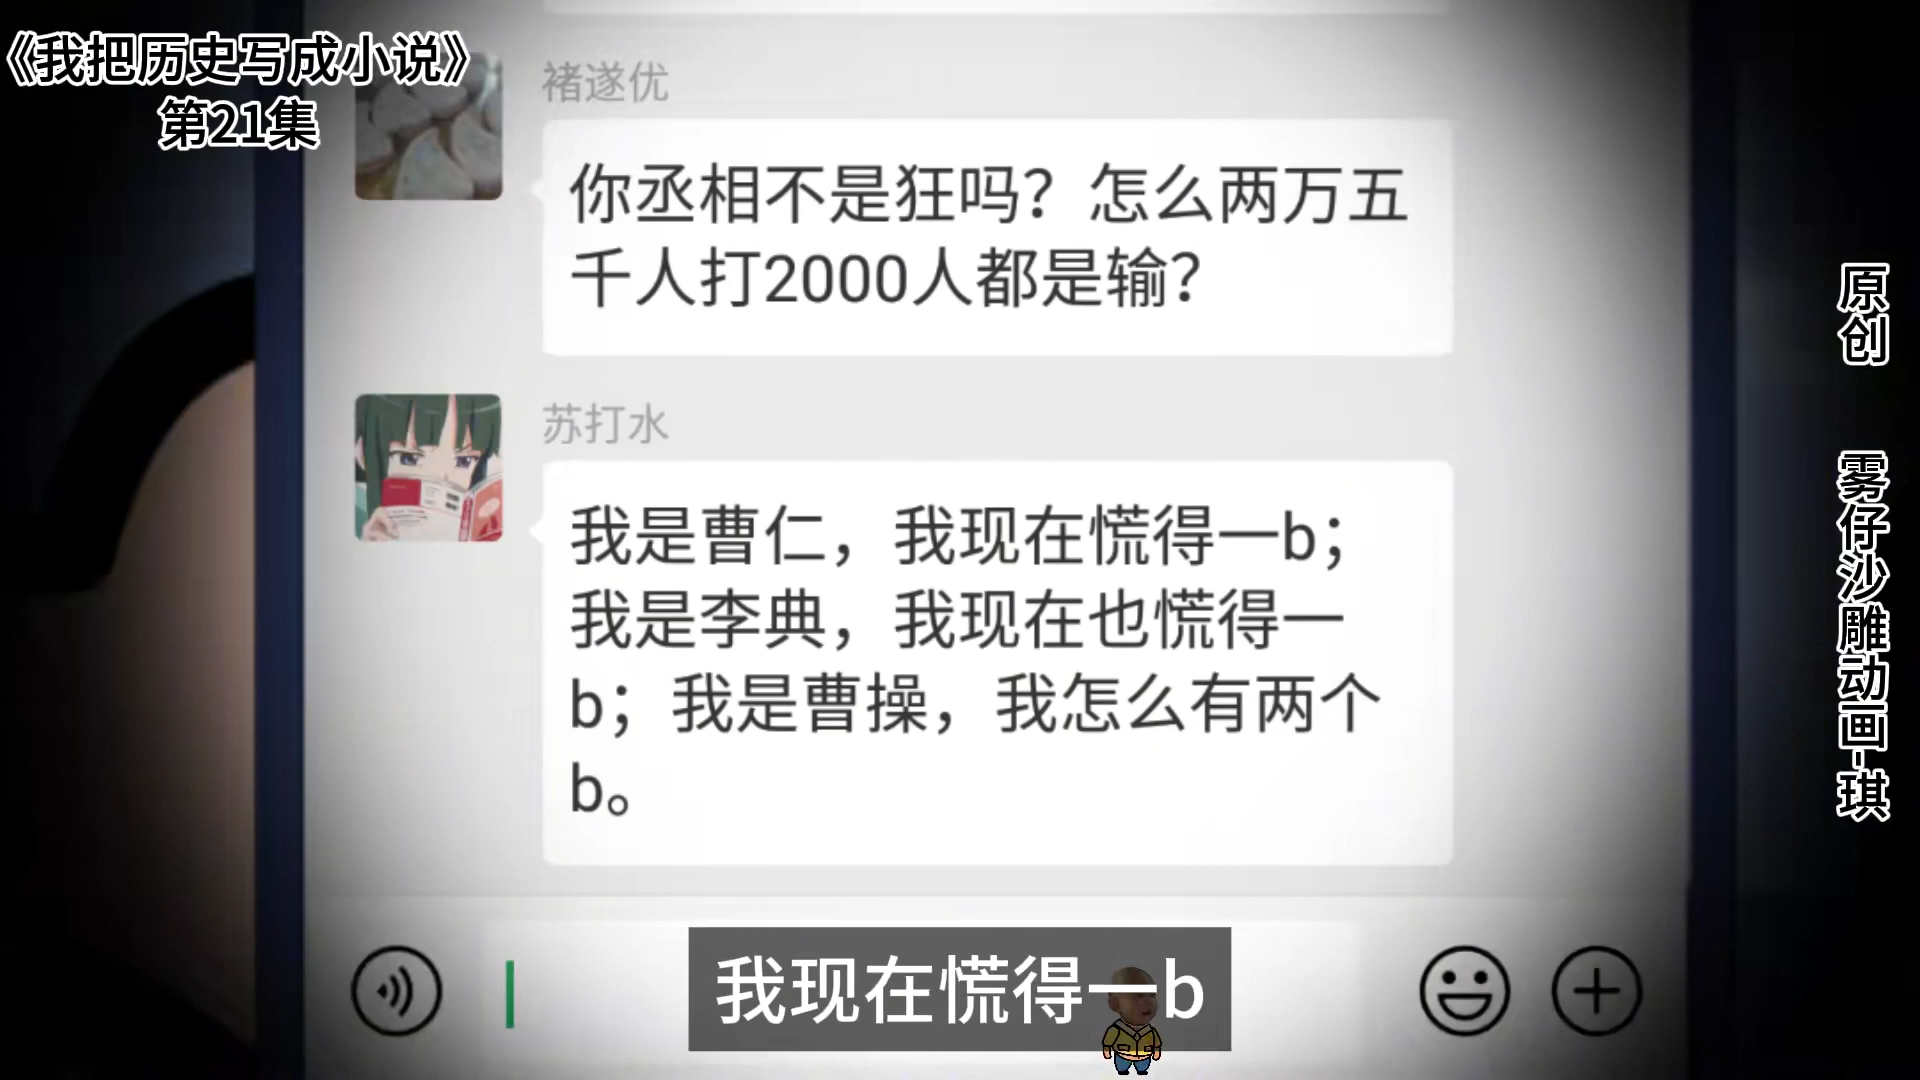 《我把历史写成小说》
第21集
褚遂优
你丞相不是狂吗？怎么两万五
千人打2000人都是输？
苏打水
我是曹仁，我现在慌得一b；
我是李典，我现在也慌得一
b；我是曹操，我怎么有两个
b。
我现在慌得一b
原创
雾仔沙雕动画-琪